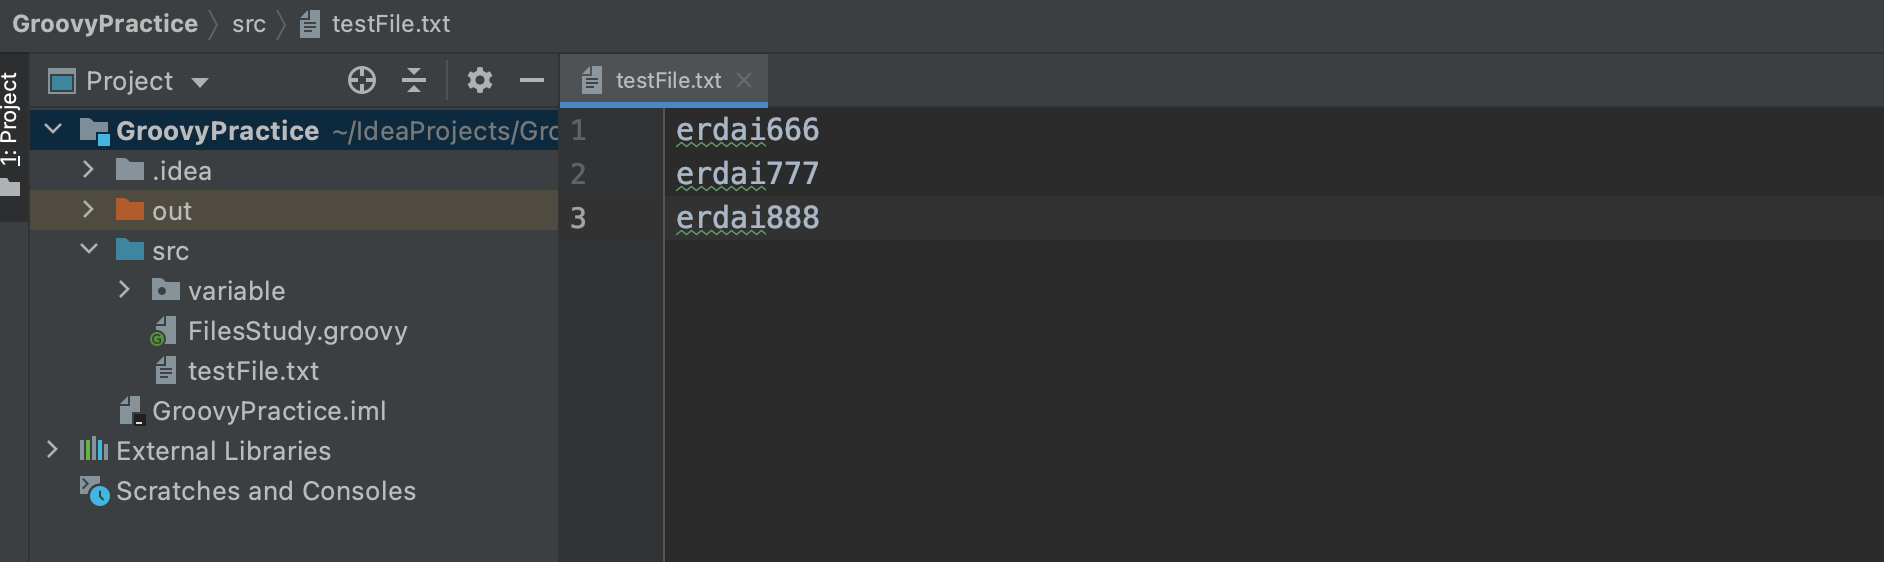 GroovyPractice src testFile.txt
1: Project
Project
GroovyPractice ~/IdeaProjects/Gro
.idea
out
src
variable
FilesStudy.groovy
testFile.txt
GroovyPractice.iml
External Libraries
Scratches and Consoles
testFile.txt
1 erdai666
2 erdai777
3 erdai888